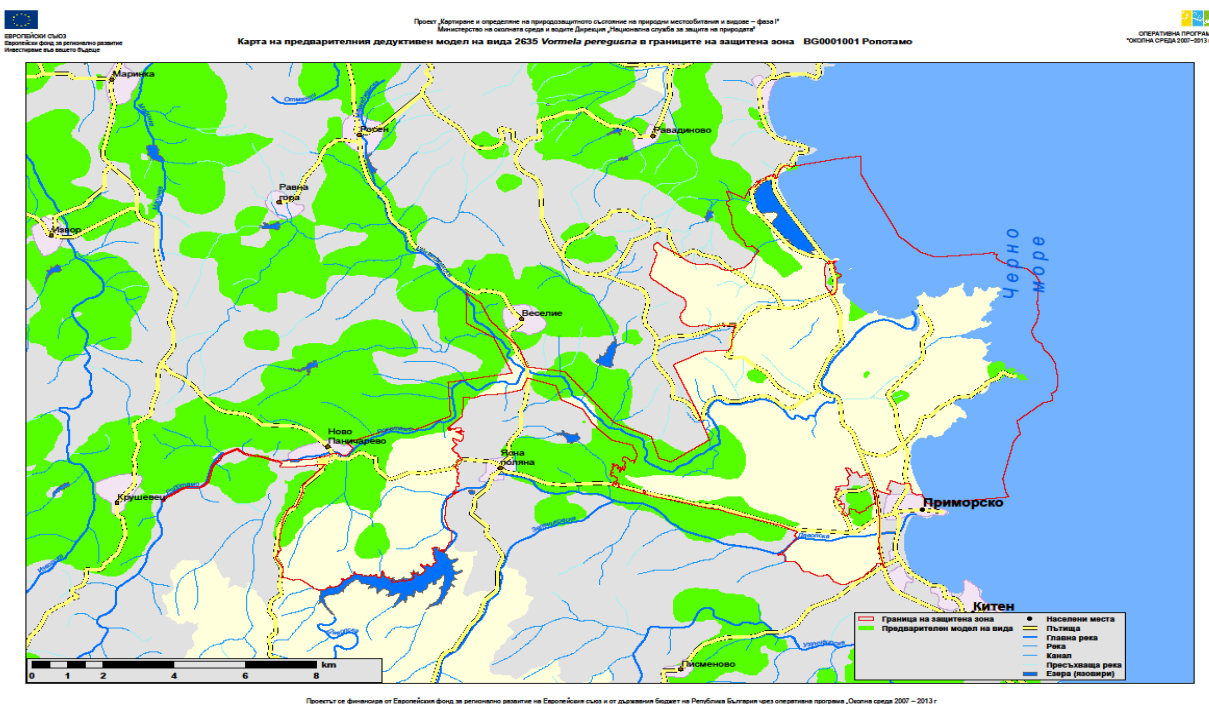 ЕВРОПЕЙСКИ СЪЮЗ
Европейски фонд за регионално развитие
Инвестираме във вашето бъдеще
Проект „Картиране и определяне на природозащитното състояние на природни местообитания и видове – фаза I"
Министерство на околната среда и водите Дирекция „Национална служба за защита на природата"
Карта на предварителния дедуктивен модел на вида 2635 Vormela peregusna в границите на защитена зона BG0001001 Ропотамо
ОПЕРАТИВНА ПРОГРАМ
"ОКОЛНА СРЕДА 2007–2013
Маринка
Росен
Равадиново
Равна
гора
Извор
Черно
море
Веселие
Ново
Паничарево
Ясна
поляна
Крушевец
Приморско
Китен
Писменово
Граница на защитена зона
Предварителен модел на вида
Населени места
Пътища
Главна река
Река
Канал
Пресъхваща река
Езера (язовири)
km
0 1 2 4 6 8
Проектът се финансира от Европейския фонд за регионално развитие на Европейския съюз и от държавния бюджет на Република България чрез оперативна програма „Околна среда 2007 – 2013 г